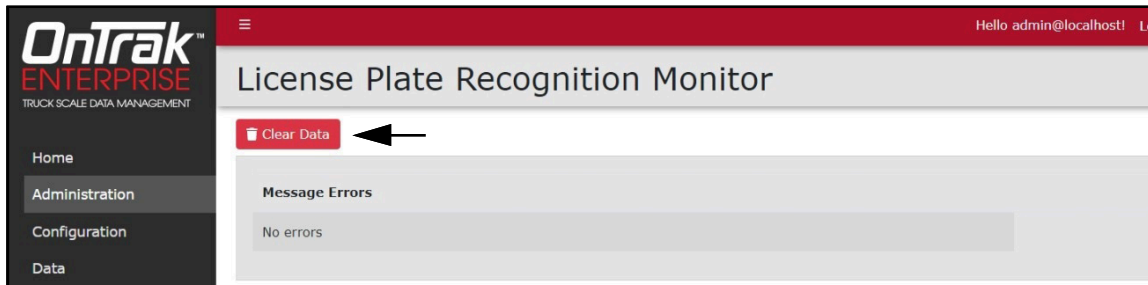 OnTrak™
ENTERPRISE
TRUCK SCALE DATA MANAGEMENT
Hello admin@localhost!
License Plate Recognition Monitor
Clear Data
Home
Administration
Configuration
Data
Message Errors
No errors